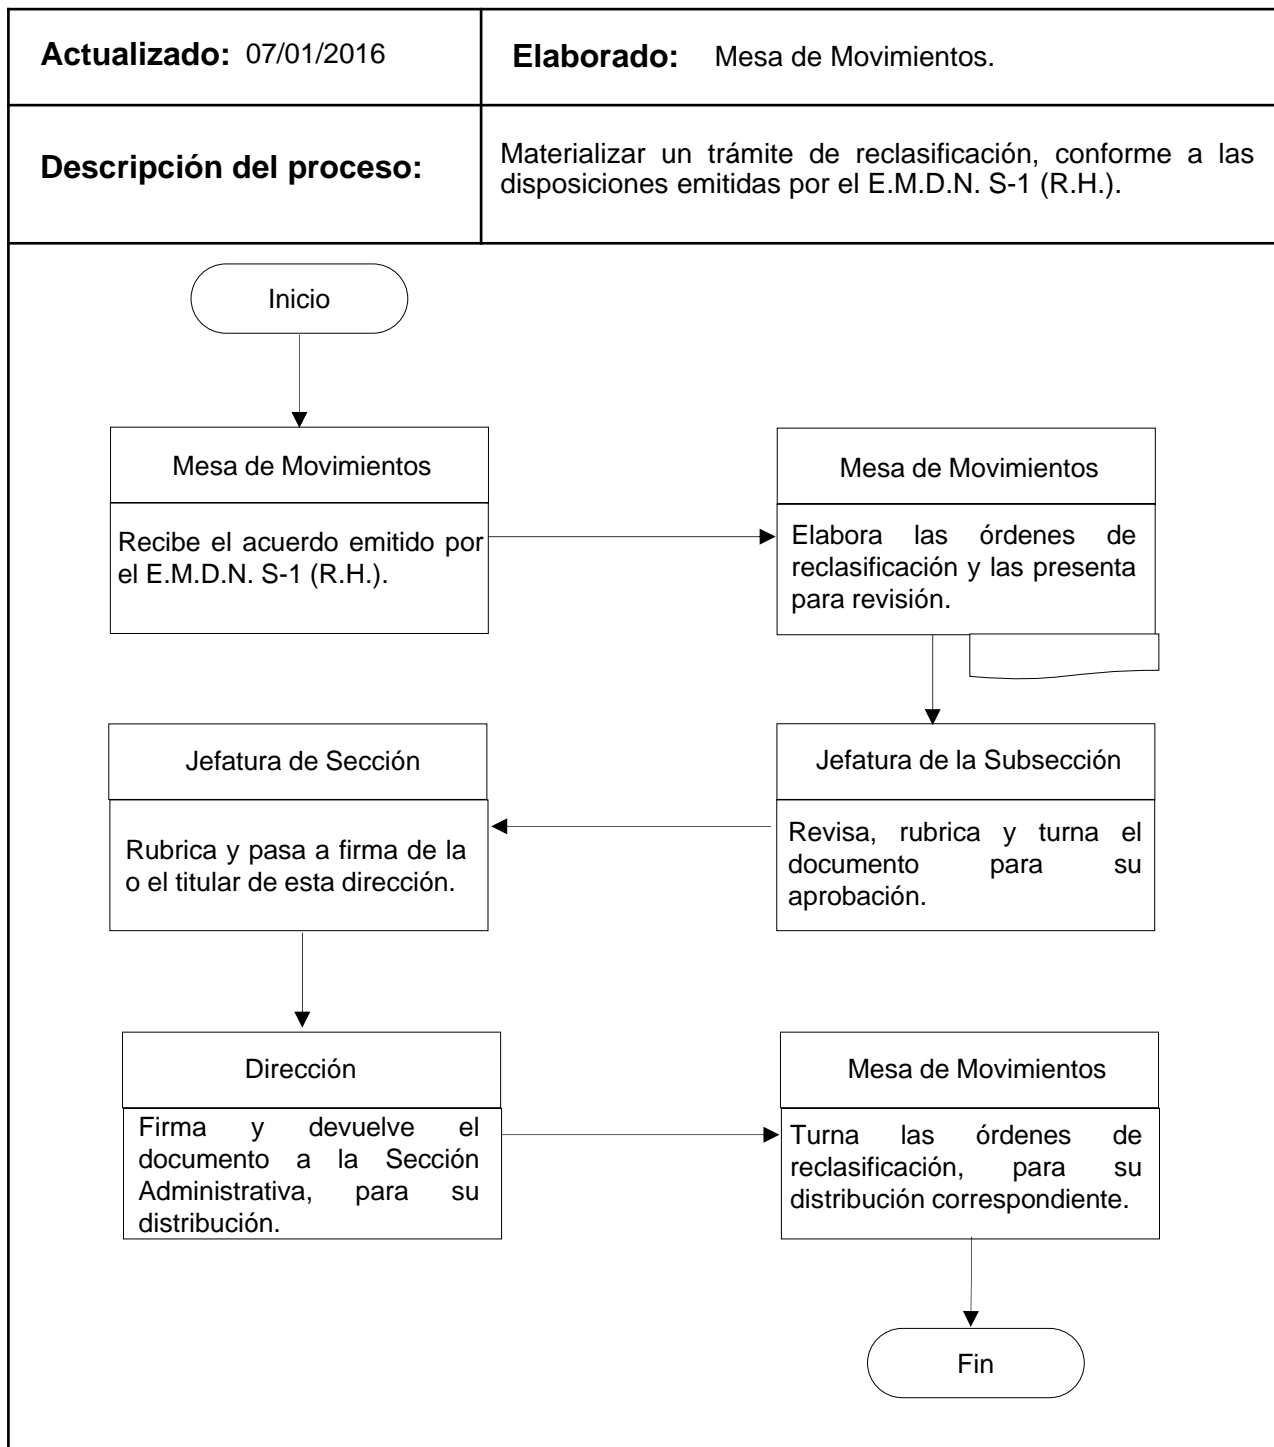 Actualizado: 07/01/2016
Elaborado: Mesa de Movimientos.
Descripción del proceso:
Materializar un trámite de reclasificación, conforme a las
disposiciones emitidas por el E.M.D.N. S-1 (R.H.).
Inicio
Mesa de Movimientos
Recibe el acuerdo emitido por
el E.M.D.N. S-1 (R.H.).
Mesa de Movimientos
Elabora las órdenes de
reclasificación y las presenta
para revisión.
Jefatura de la Subsección
Revisa, rubrica y turna el
documento para su
aprobación.
Jefatura de Sección
Rubrica y pasa a firma de la
o el titular de esta dirección.
Dirección
Firma y devuelve el
documento a la Sección
Administrativa, para su
distribución.
Mesa de Movimientos
Turna las órdenes de
reclasificación, para su
distribución correspondiente.
Fin